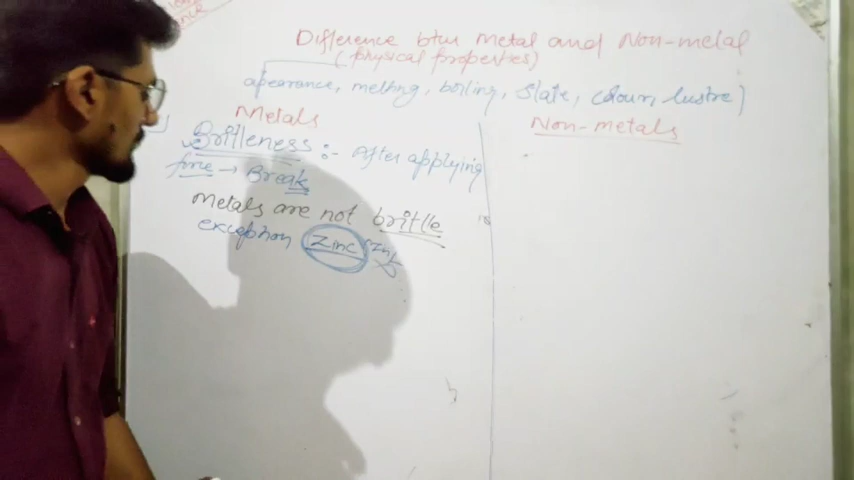 Difference btw metal and Non-metal
(physical properties)
apearance, melting, boiling, State, colour, lustre)
Metals
Non-metals
Brittleness :- After applying
force → Break
Metals are not brittle
exception Zinc (Zn)